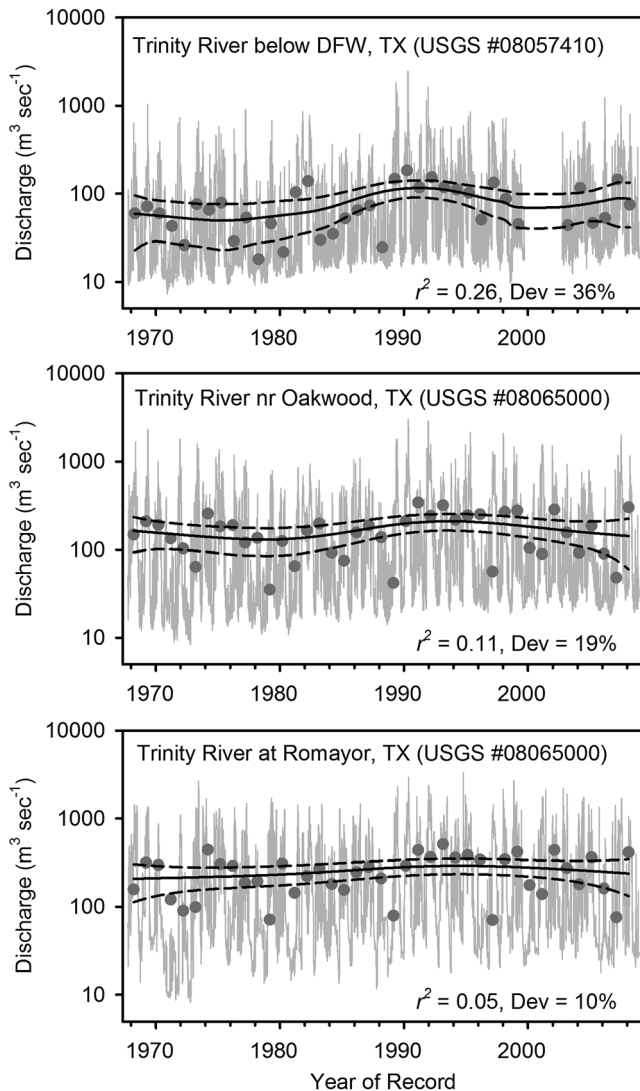 10000
Trinity River below DFW, TX (USGS #08057410)
1000
100
10
Discharge (m³ sec⁻¹)
r² = 0.26, Dev = 36%
1970 1980 1990 2000
10000
Trinity River nr Oakwood, TX (USGS #08065000)
1000
100
10
Discharge (m³ sec⁻¹)
r² = 0.11, Dev = 19%
1970 1980 1990 2000
10000
Trinity River at Romayor, TX (USGS #08065000)
1000
100
10
Discharge (m³ sec⁻¹)
r² = 0.05, Dev = 10%
1970 1980 1990 2000
Year of Record